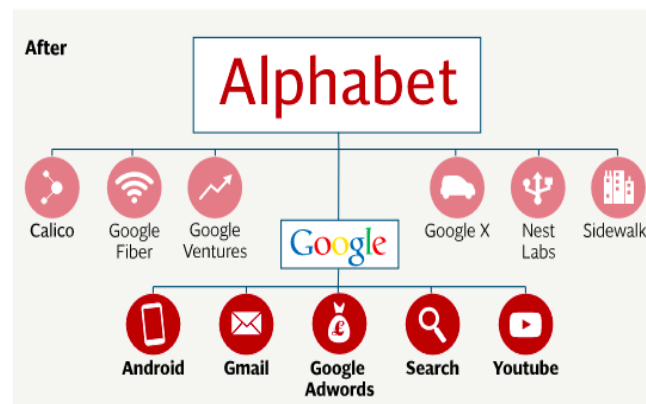 After
Alphabet
Calico
Google
Fiber
Google
Ventures
Google
Google X
Nest
Labs
Sidewalk
£
Android
Gmail
Google
Adwords
Search
Youtube